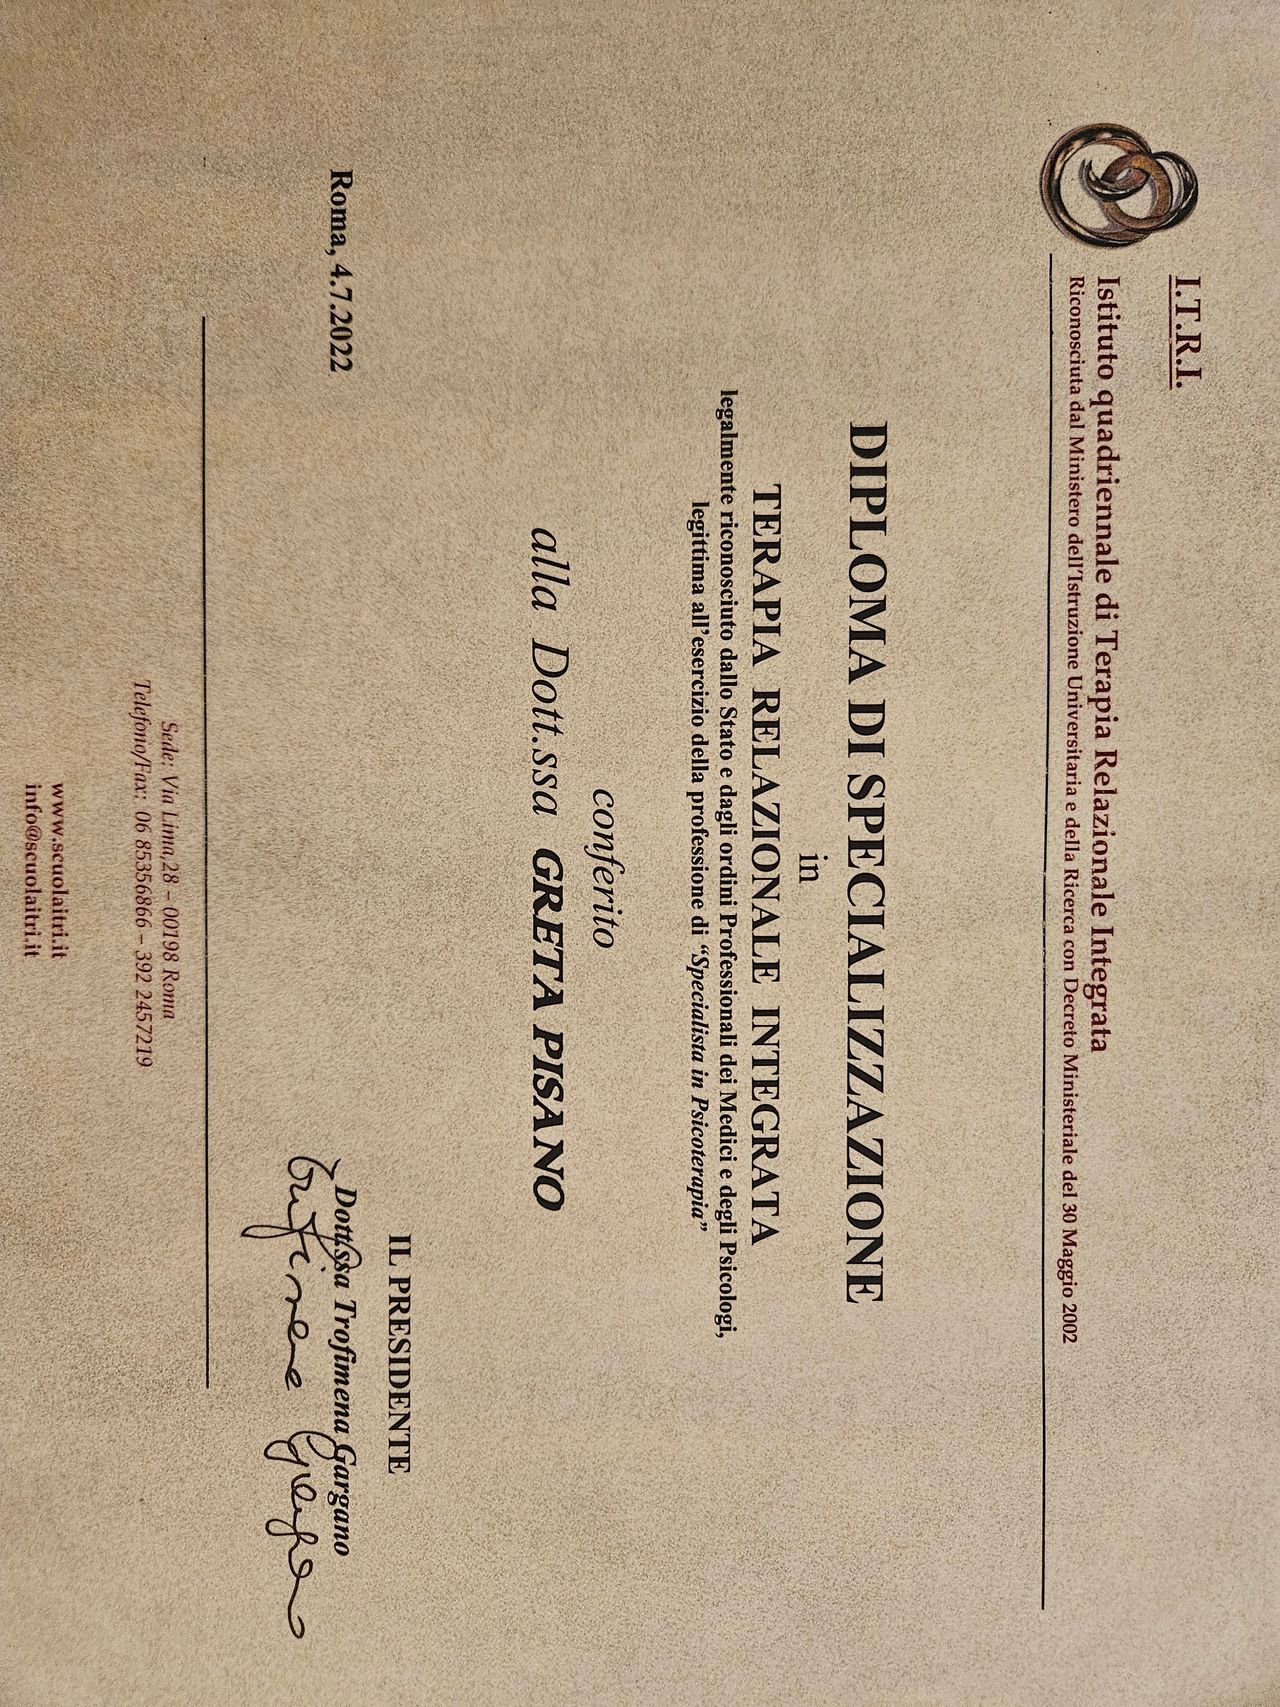 I.T.R.I.
Istituto quadriennale di Terapia Relazionale Integrata
Riconosciuta dal Ministero dell'Istruzione Universitaria e della Ricerca con Decreto Ministeriale del 30 Maggio 2002
DIPLOMA DI SPECIALIZZAZIONE
in
TERAPIA RELAZIONALE INTEGRATA
legalmente riconosciuto dallo Stato e dagli ordini Professionali dei Medici e degli Psicologi,
legittima all'esercizio della professione di "Specialista in Psicoterapia"
conferito
alla Dott.ssa GRETA PISANO
IL PRESIDENTE
Roma, 4.7.2022
Dott.ssa Trofimena Gargano
Trofimena Gargano
Sede: Via Lima,28 – 00198 Roma
Telefono/Fax: 06 85356866 – 392 2457219
www.scuolaitri.it
info@scuolaitri.it